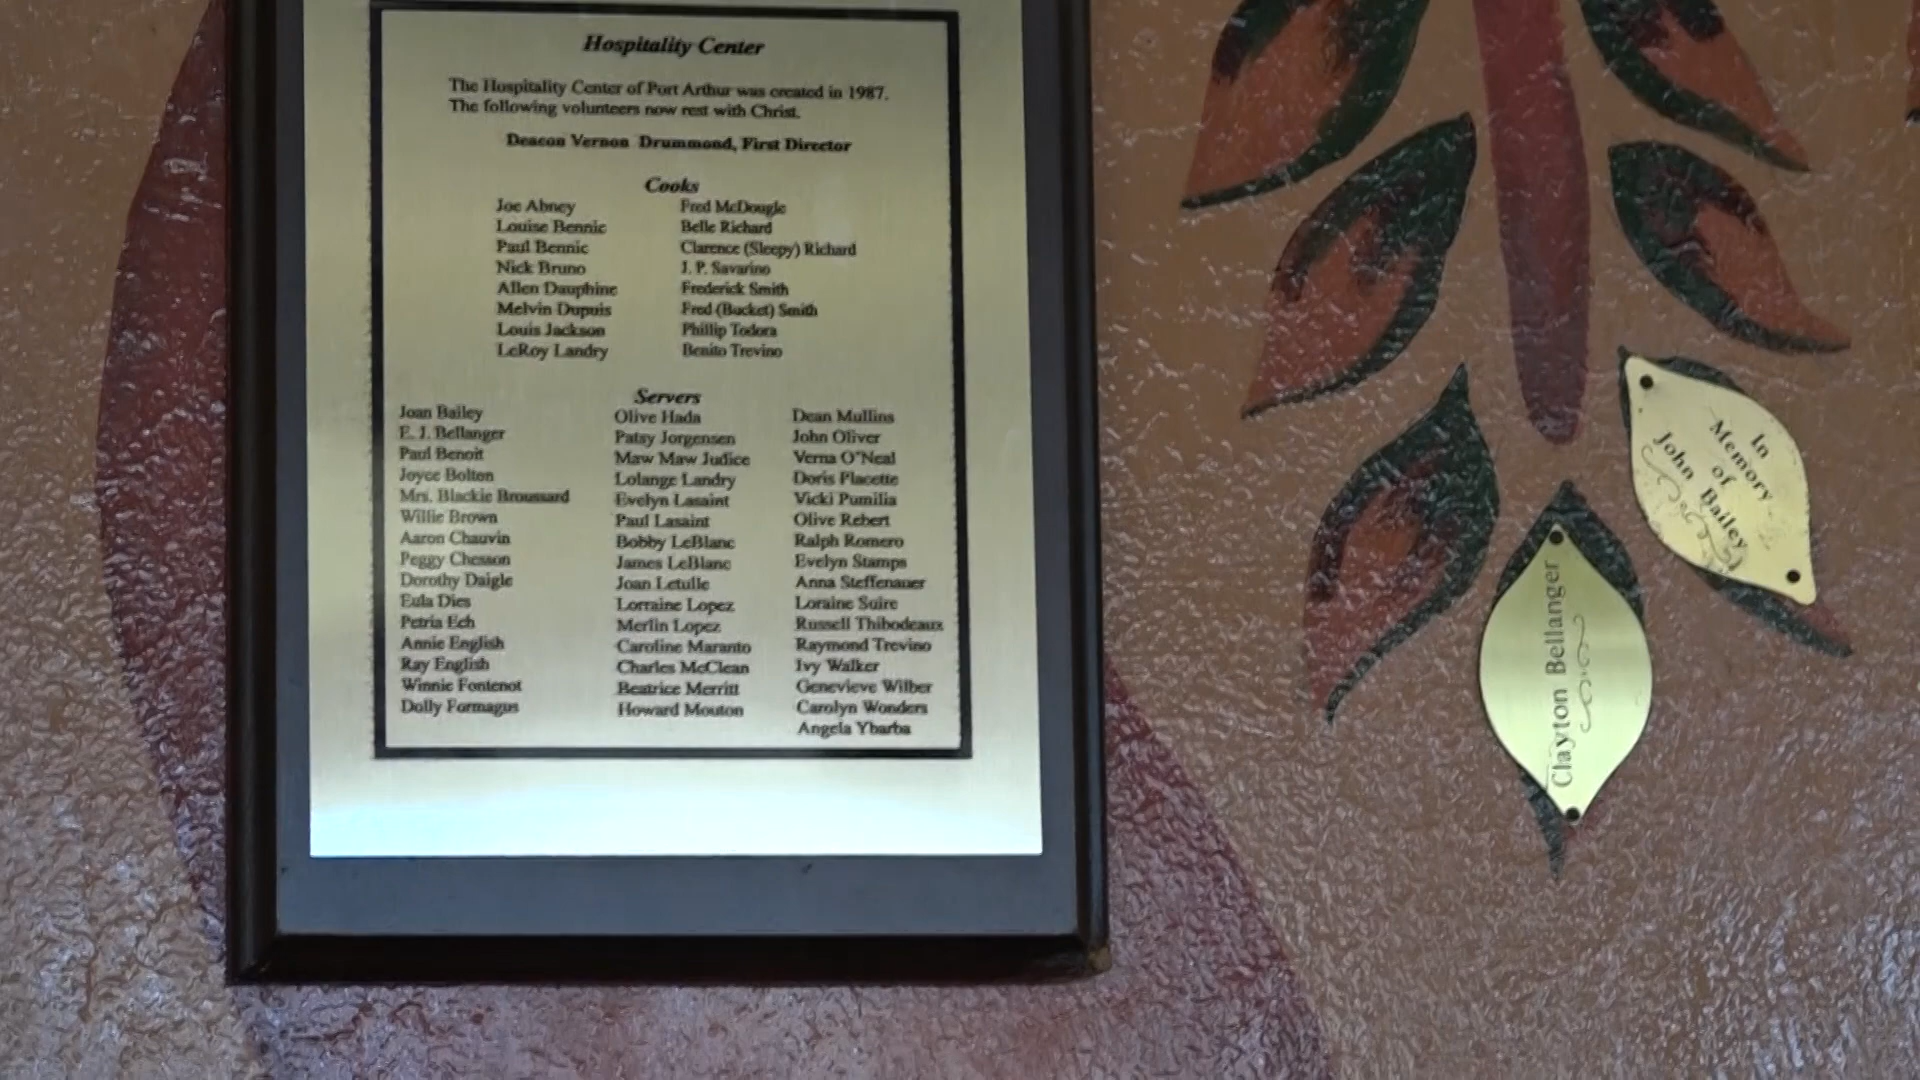 Hospitality Center
The Hospitality Center of Port Arthur was created in 1987.
The following volunteers now rest with Christ.
Deacon Vernon Drummond, First Director
Cooks
Joe Abney
Louise Bennic
Paul Bennic
Nick Bruno
Allen Dauphine
Melvin Dupuis
Louis Jackson
LeRoy Landry
Fred McDougle
Belle Richard
Clarence (Sleepy) Richard
J. P. Savarino
Frederick Smith
Fred (Bucket) Smith
Phillip Todora
Benito Trevino
Servers
Joan Bailey
E. J. Bellanger
Paul Benoit
Joyce Bolton
Mrs. Blackie Broussard
Willie Brown
Aaron Chauvin
Peggy Chesson
Dorothy Daigle
Eula Dies
Petria Ech
Annie English
Ray English
Winnie Fontenot
Dolly Formagus
Olive Hada
Patsy Jorgensen
Maw Maw Judice
Lolange Landry
Evelyn Lasaint
Paul Lasaint
Bobby LeBlanc
James LeBlanc
Joan Letulle
Lorraine Lopez
Merlin Lopez
Caroline Maranto
Charles McClean
Beatrice Merritt
Howard Mouton
Dean Mullins
John Oliver
Verna O'Neal
Doris Placette
Vicki Pumilia
Olive Rebert
Ralph Romero
Evelyn Stamps
Anna Steffenauer
Loraine Suire
Russell Thibodeaux
Raymond Trevino
Ivy Walker
Genevieve Wilber
Carolyn Wonders
Angela Ybarba
In
Memory
of
John Bailey
Clayton Bellanger